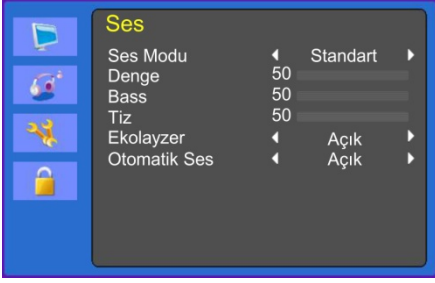 Ses
Ses Modu Standart
Denge 50
Bass 50
Tiz 50
Ekolayzer Açık
Otomatik Ses Açık